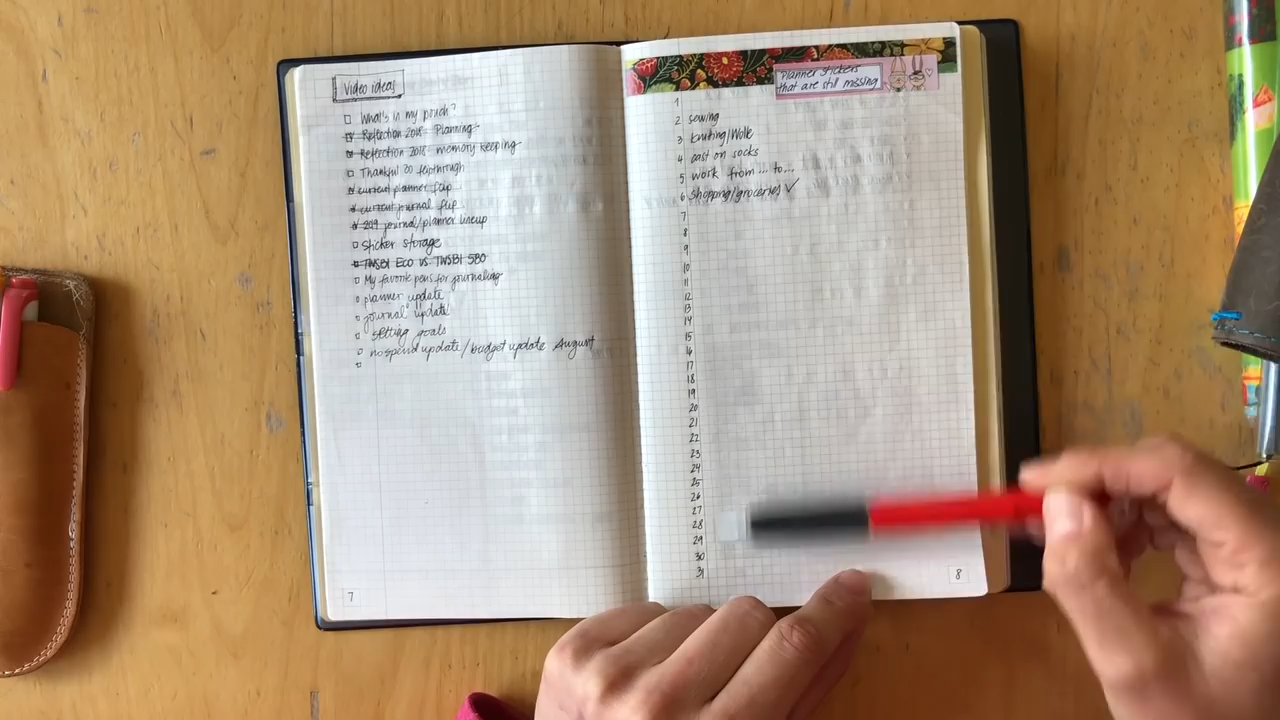 Video ideas
What's in my pouch?
Reflection 2018 - Planning
Reflection 2018 - memory keeping
Thankful 30 flipthrough
current planner flip
current journal flip
2019 journal/planner lineup
Sticker storage
TWSBI Eco vs. TWSBI 580
My favorite pens for journaling
planner update
journal update
setting goals
no spend update / budget update August
7
Planner stickers
that are still missing
1
2 sewing
3 knitting/Wolle
4 cast on socks
5 work from ... to...
6 shopping/groceries ✓
7
8
9
10
11
12
13
14
15
16
17
18
19
20
21
22
23
24
25
26
27
28
29
30
31
8